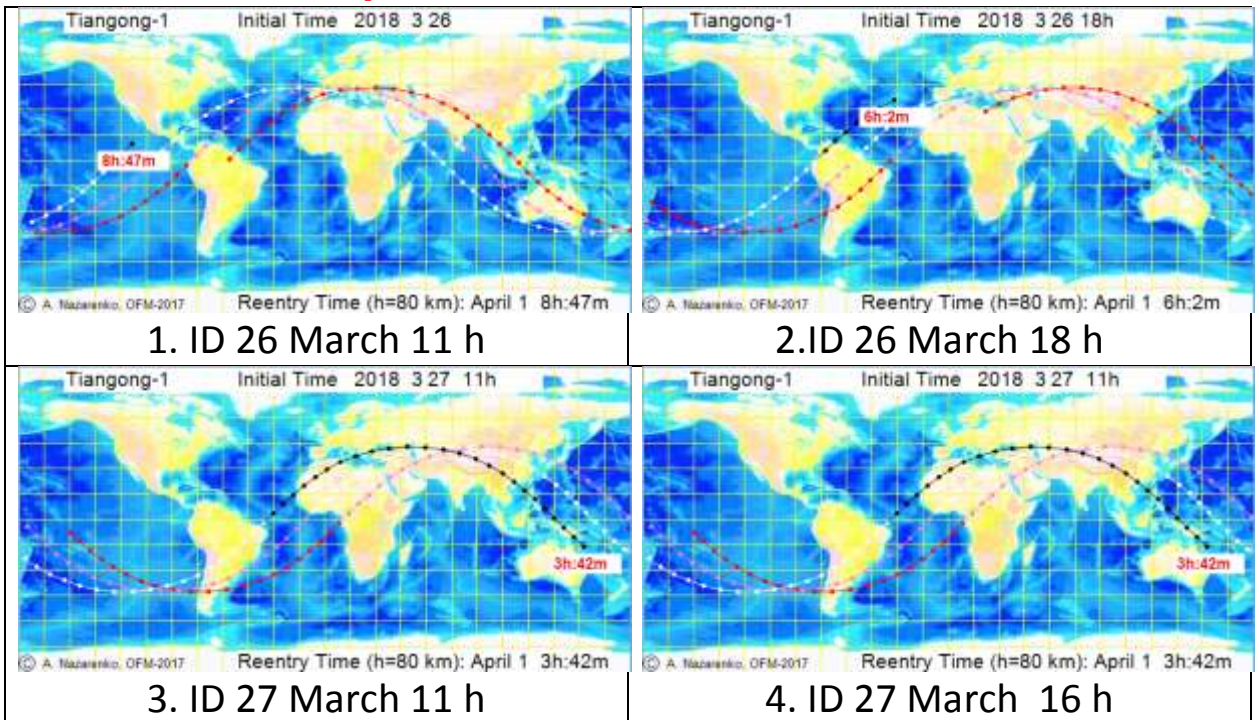 Tiangong-1 Initial Time 2018 3 26
8h:47m
© A. Nazarenko, OFM-2017 Reentry Time (h=80 km): April 1 8h:47m
1. ID 26 March 11 h
Tiangong-1 Initial Time 2018 3 26 18h
6h:2m
© A. Nazarenko, OFM-2017 Reentry Time (h=80 km): April 1 6h:2m
2.ID 26 March 18 h
Tiangong-1 Initial Time 2018 3 27 11h
3h:42m
© A. Nazarenko, OFM-2017 Reentry Time (h=80 km): April 1 3h:42m
3. ID 27 March 11 h
Tiangong-1 Initial Time 2018 3 27 11h
3h:42m
© A. Nazarenko, OFM-2017 Reentry Time (h=80 km): April 1 3h:42m
4. ID 27 March 16 h